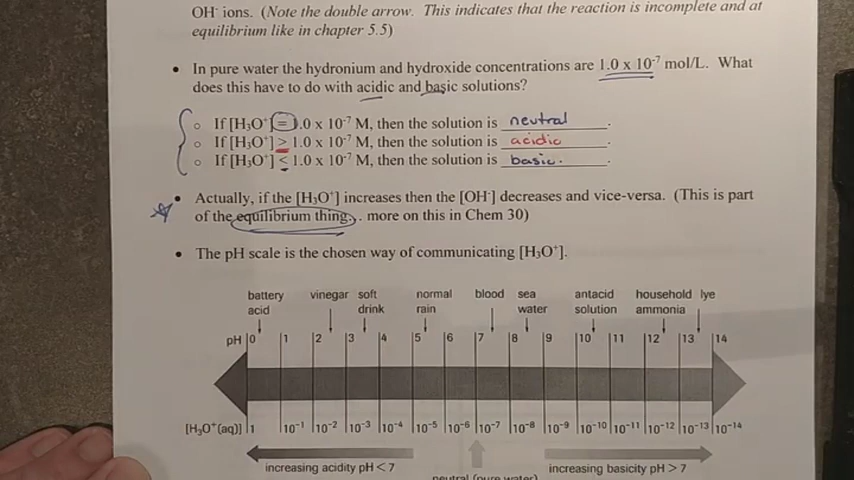 OH⁻ ions. (Note the double arrow. This indicates that the reaction is incomplete and at
equilibrium like in chapter 5.5)
• In pure water the hydronium and hydroxide concentrations are 1.0 x 10⁻⁷ mol/L. What
does this have to do with acidic and basic solutions?
o If [H₃O⁺] = 1.0 x 10⁻⁷ M, then the solution is neutral.
o If [H₃O⁺] > 1.0 x 10⁻⁷ M, then the solution is acidic.
o If [H₃O⁺] < 1.0 x 10⁻⁷ M, then the solution is basic.
• Actually, if the [H₃O⁺] increases then the [OH⁻] decreases and vice-versa. (This is part
of the equilibrium thing... more on this in Chem 30)
• The pH scale is the chosen way of communicating [H₃O⁺].
battery vinegar soft normal blood sea antacid household lye
acid drink rain water solution ammonia
pH 0 1 2 3 4 5 6 7 8 9 10 11 12 13 14
[H₃O⁺(aq)] 1 10⁻¹ 10⁻² 10⁻³ 10⁻⁴ 10⁻⁵ 10⁻⁶ 10⁻⁷ 10⁻⁸ 10⁻⁹ 10⁻¹⁰ 10⁻¹¹ 10⁻¹² 10⁻¹³ 10⁻¹⁴
increasing acidity pH < 7 increasing basicity pH > 7
neutral (pure water)